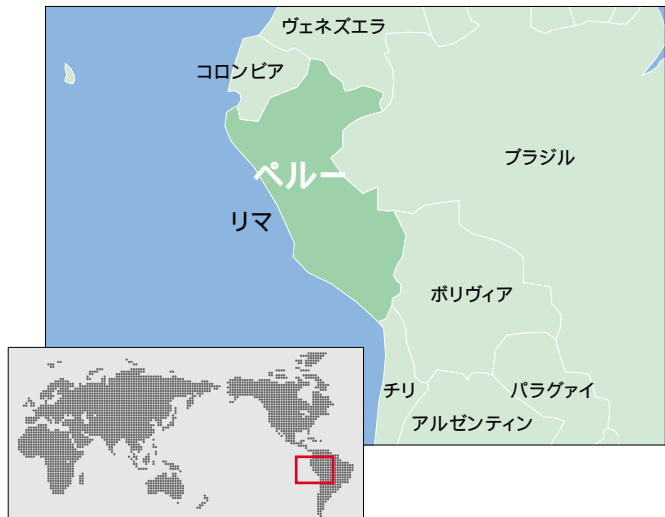 ヴェネズエラ
コロンビア
ブラジル
ペルー
リマ
ボリヴィア
チリ
パラグァイ
アルゼンティン